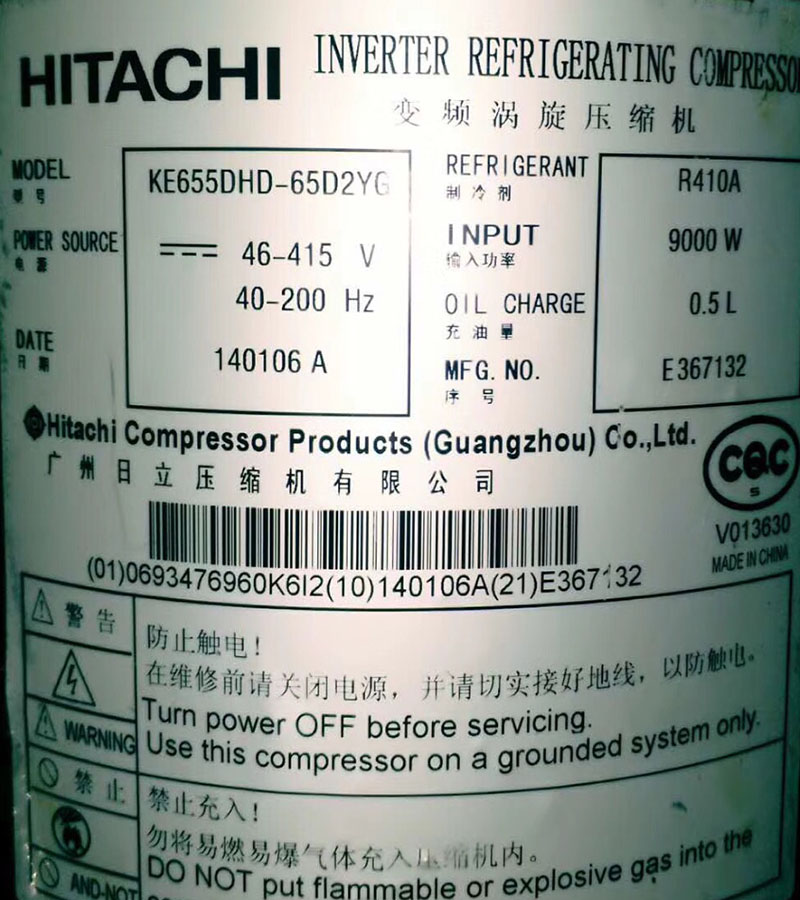 HITACHI
INVERTER REFRIGERATING COMPRESSO
变频涡旋压缩机
MODEL
型号
KE655DHD-65D2YG
REFRIGERANT
制冷剂
R410A
POWER SOURCE
电源
46-415 V
40-200 Hz
INPUT
输入功率
9000 W
OIL CHARGE
充油量
0.5 L
DATE
日期
140106 A
MFG. NO.
序号
E367132
Hitachi Compressor Products (Guangzhou) Co.,Ltd.
广州日立压缩机有限公司
CQC
S
V013630
MADE IN CHINA
(01)0693476960K6I2(10)140106A(21)E367132
警告
防止触电!
在维修前请关闭电源，并请切实接好地线，以防触电。
WARNING
Turn power OFF before servicing.
Use this compressor on a grounded system only.
禁止
禁止充入!
勿将易燃易爆气体充入压缩机内。
AND-NOT
DO NOT put flammable or explosive gas into the